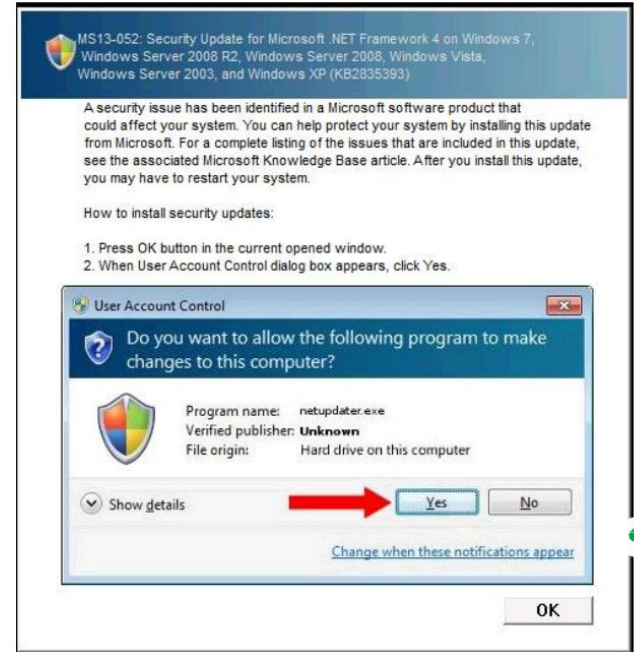 MS13-052: Security Update for Microsoft .NET Framework 4 on Windows 7,
Windows Server 2008 R2, Windows Server 2008, Windows Vista,
Windows Server 2003, and Windows XP (KB2835393)
A security issue has been identified in a Microsoft software product that
could affect your system. You can help protect your system by installing this update
from Microsoft. For a complete listing of the issues that are included in this update,
see the associated Microsoft Knowledge Base article. After you install this update,
you may have to restart your system.
How to install security updates:
1. Press OK button in the current opened window.
2. When User Account Control dialog box appears, click Yes.
User Account Control
Do you want to allow the following program to make
changes to this computer?
Program name: netupdater.exe
Verified publisher: Unknown
File origin: Hard drive on this computer
Show details
Yes
No
Change when these notifications appear
OK